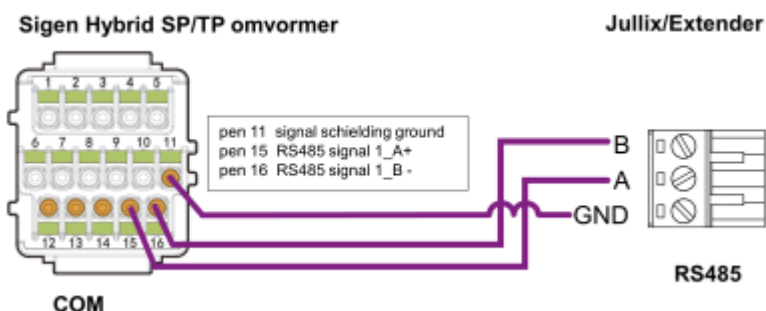 Sigen Hybrid SP/TP omvormer
Jullix/Extender
1 2 3 4 5
6 7 8 9 10 11
12 13 14 15 16
pen 11 signal schielding ground
pen 15 RS485 signal 1_A+
pen 16 RS485 signal 1_B -
B
A
GND
RS485
COM